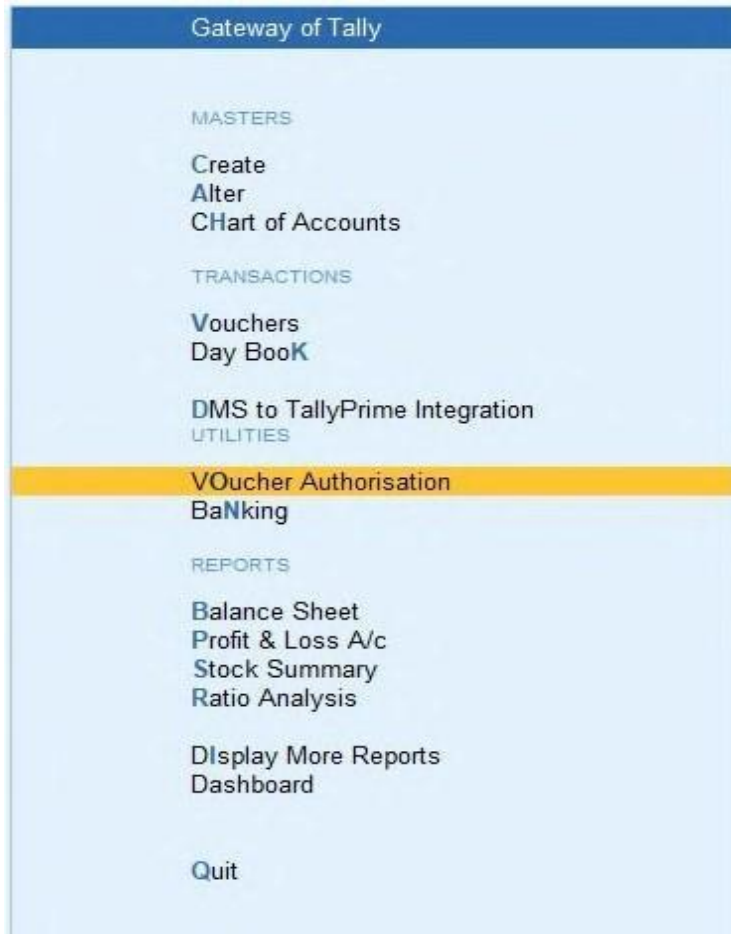 Gateway of Tally
MASTERS
Create
Alter
CHart of Accounts
TRANSACTIONS
Vouchers
Day BooK
DMS to TallyPrime Integration
UTILITIES
VOucher Authorisation
BaNking
REPORTS
Balance Sheet
Profit & Loss A/c
Stock Summary
Ratio Analysis
DIsplay More Reports
Dashboard
Quit